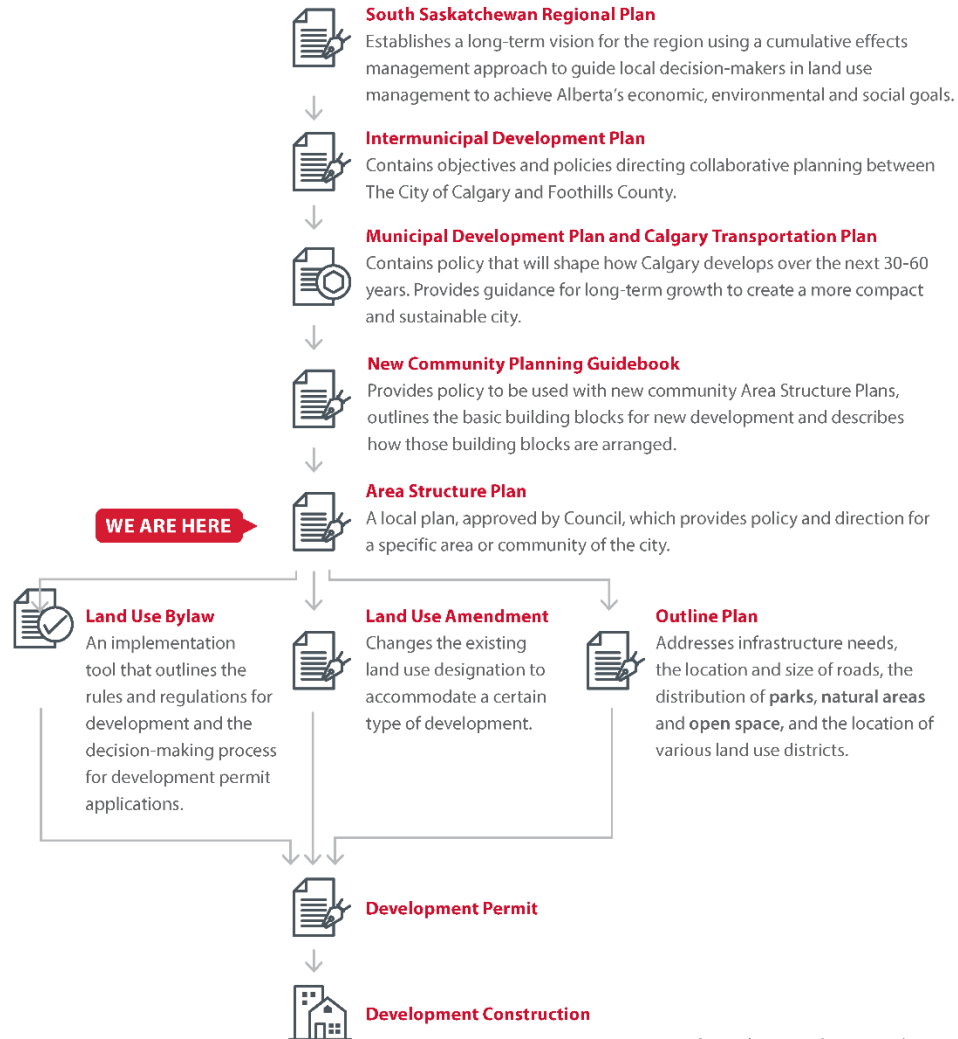 South Saskatchewan Regional Plan
Establishes a long-term vision for the region using a cumulative effects
management approach to guide local decision-makers in land use
management to achieve Alberta's economic, environmental and social goals.
Intermunicipal Development Plan
Contains objectives and policies directing collaborative planning between
The City of Calgary and Foothills County.
Municipal Development Plan and Calgary Transportation Plan
Contains policy that will shape how Calgary develops over the next 30-60
years. Provides guidance for long-term growth to create a more compact
and sustainable city.
New Community Planning Guidebook
Provides policy to be used with new community Area Structure Plans,
outlines the basic building blocks for new development and describes
how those building blocks are arranged.
Area Structure Plan
WE ARE HERE
A local plan, approved by Council, which provides policy and direction for
a specific area or community of the city.
Land Use Bylaw
An implementation
tool that outlines the
rules and regulations for
development and the
decision-making process
for development permit
applications.
Land Use Amendment
Changes the existing
land use designation to
accommodate a certain
type of development.
Outline Plan
Addresses infrastructure needs,
the location and size of roads, the
distribution of parks, natural areas
and open space, and the location of
various land use districts.
Development Permit
Development Construction